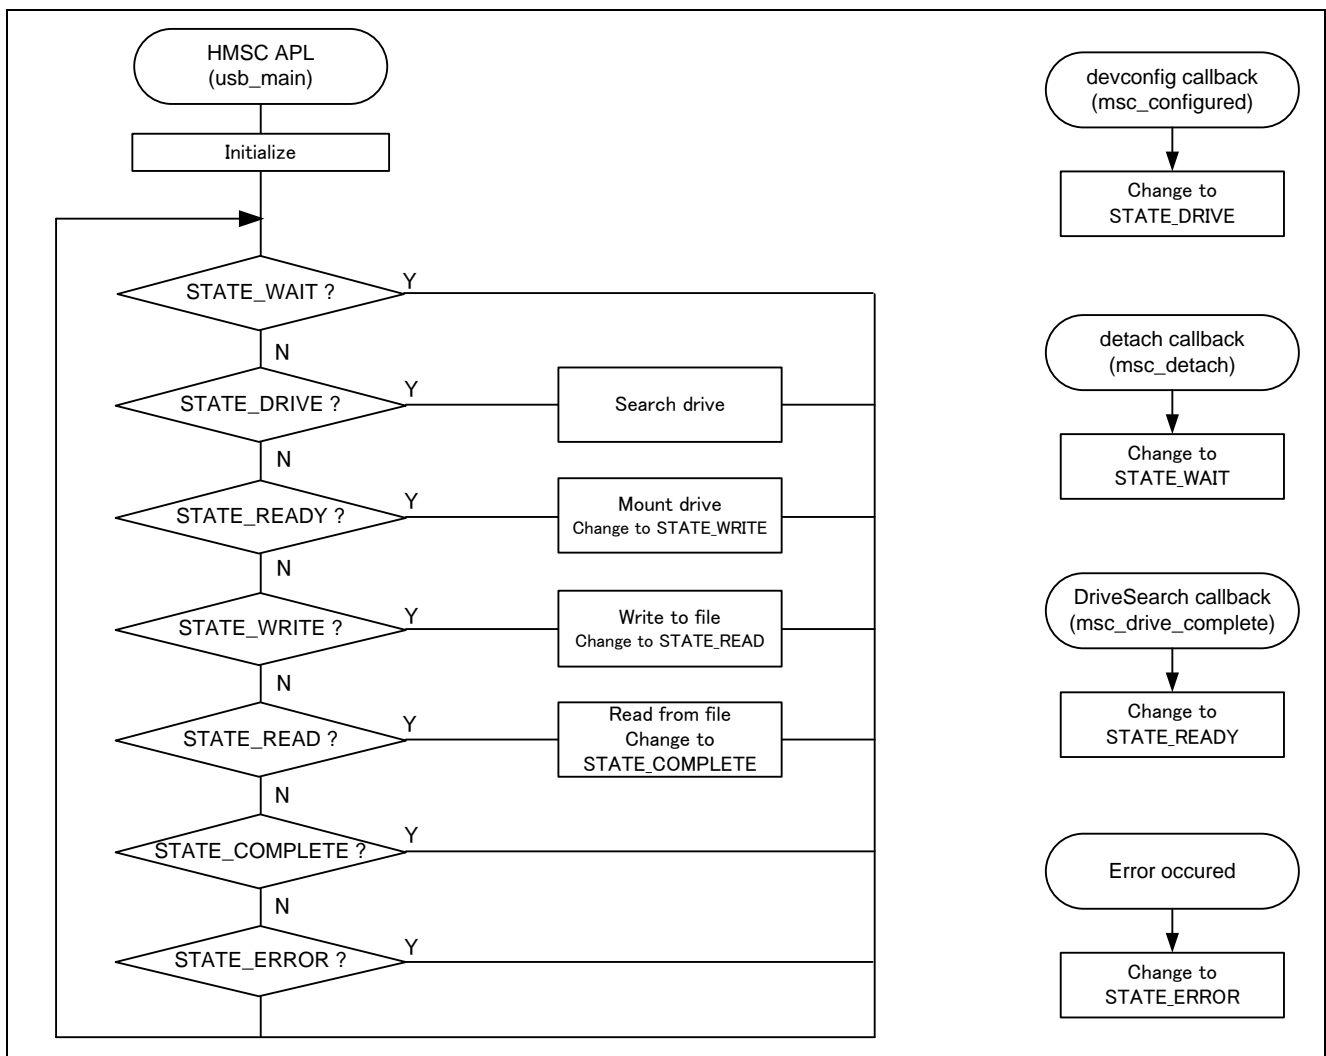 HMSC APL
(usb_main)
Initialize
STATE_WAIT ?
Y
N
STATE_DRIVE ?
Y
Search drive
N
STATE_READY ?
Y
Mount drive
Change to STATE_WRITE
N
STATE_WRITE ?
Y
Write to file
Change to STATE_READ
N
STATE_READ ?
Y
Read from file
Change to
STATE_COMPLETE
N
STATE_COMPLETE ?
Y
N
STATE_ERROR ?
Y
devconfig callback
(msc_configured)
Change to
STATE_DRIVE
detach callback
(msc_detach)
Change to
STATE_WAIT
DriveSearch callback
(msc_drive_complete)
Change to
STATE_READY
Error occured
Change to
STATE_ERROR